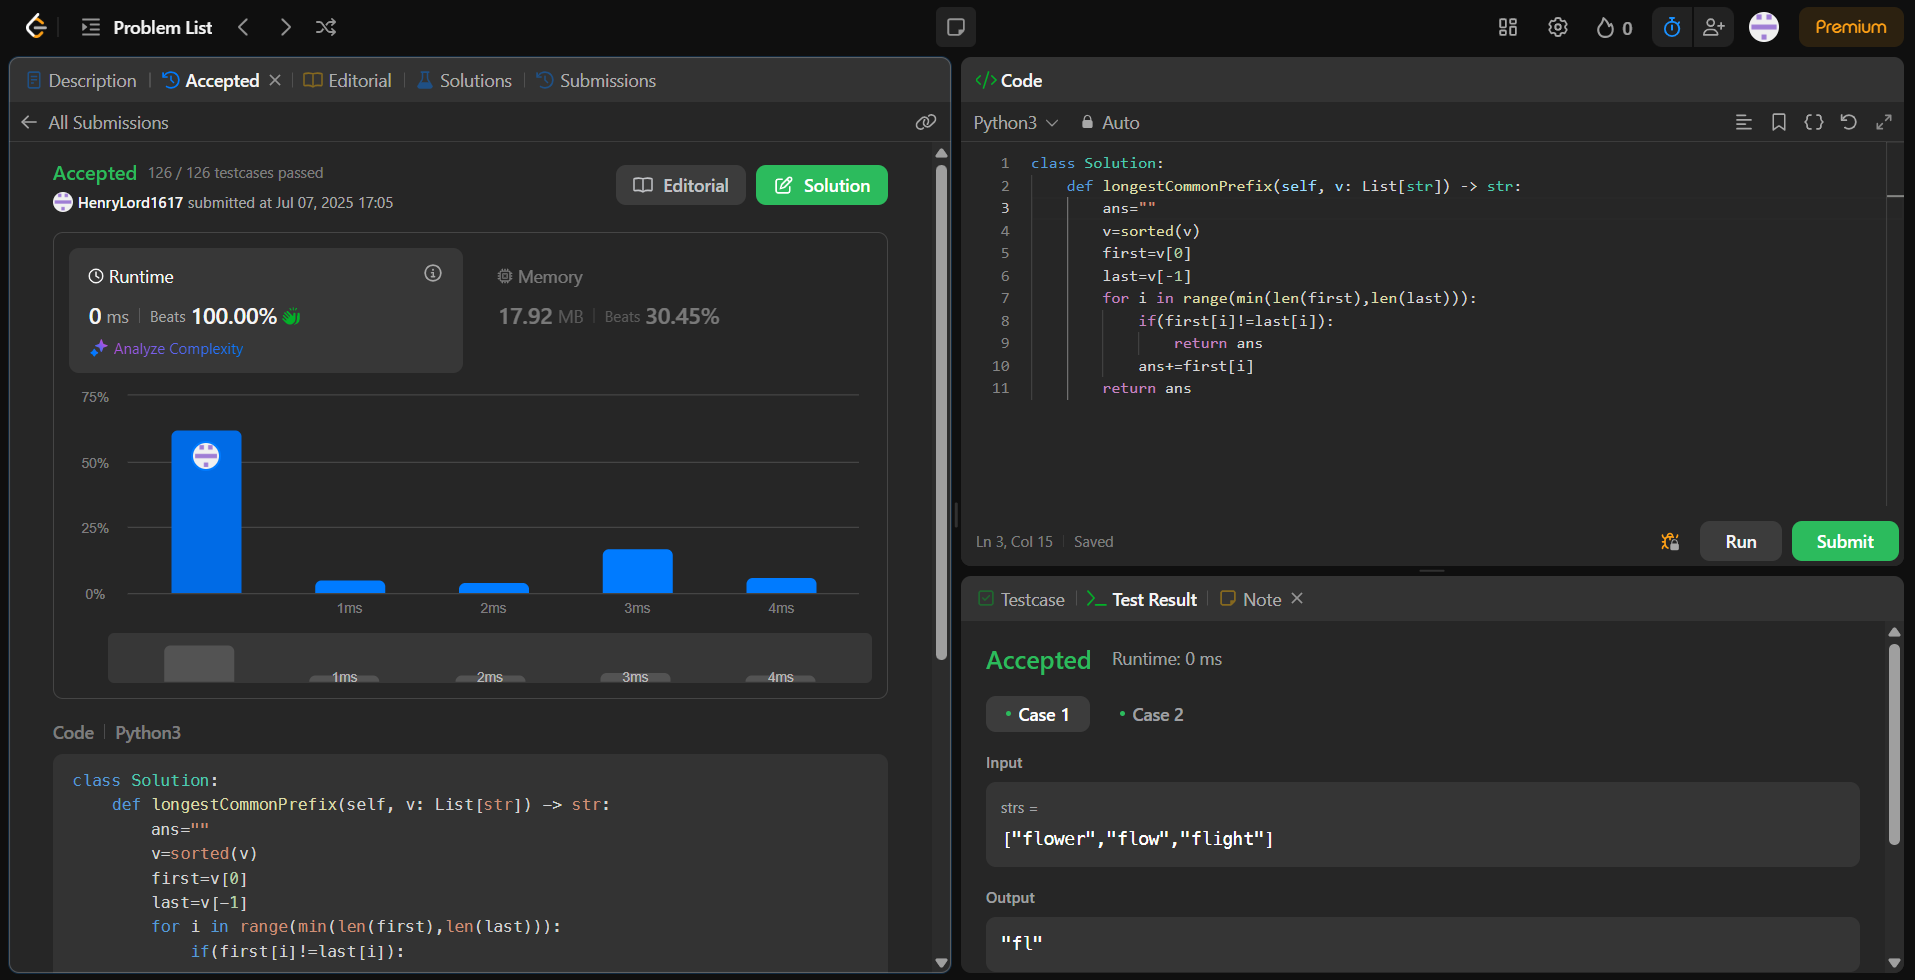 Problem List
0
Premium
Description
Accepted
Editorial
Solutions
Submissions
All Submissions
Accepted 126 / 126 testcases passed
HenryLord1617 submitted at Jul 07, 2025 17:05
Editorial
Solution
Runtime
0 ms Beats 100.00%
Analyze Complexity
Memory
17.92 MB Beats 30.45%
75%
50%
25%
0%
1ms
2ms
3ms
4ms
1ms
2ms
3ms
4ms
Code Python3
class Solution:
    def longestCommonPrefix(self, v: List[str]) -> str:
        ans=""
        v=sorted(v)
        first=v[0]
        last=v[-1]
        for i in range(min(len(first),len(last))):
            if(first[i]!=last[i]):
</> Code
Python3
Auto
1 class Solution:
2     def longestCommonPrefix(self, v: List[str]) -> str:
3         ans=""
4         v=sorted(v)
5         first=v[0]
6         last=v[-1]
7         for i in range(min(len(first),len(last))):
8             if(first[i]!=last[i]):
9                 return ans
10             ans+=first[i]
11         return ans
Ln 3, Col 15 Saved
Run
Submit
Testcase
Test Result
Note
Accepted Runtime: 0 ms
Case 1
Case 2
Input
strs =
["flower","flow","flight"]
Output
"fl"